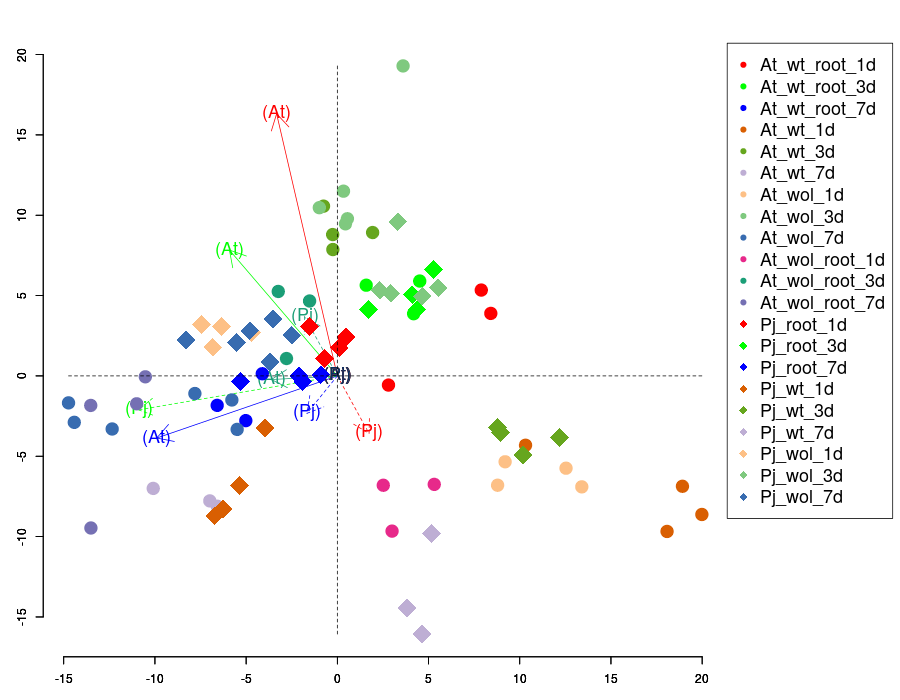 20
15
10
5
0
-5
-10
-15
-15
-10
-5
0
5
10
15
20
(At)
(At)
(Pj)
(At)
(Pj)
(Pj)
(At)
(Pj)
(Pj)
At_wt_root_1d
At_wt_root_3d
At_wt_root_7d
At_wt_1d
At_wt_3d
At_wt_7d
At_wol_1d
At_wol_3d
At_wol_7d
At_wol_root_1d
At_wol_root_3d
At_wol_root_7d
Pj_root_1d
Pj_root_3d
Pj_root_7d
Pj_wt_1d
Pj_wt_3d
Pj_wt_7d
Pj_wol_1d
Pj_wol_3d
Pj_wol_7d